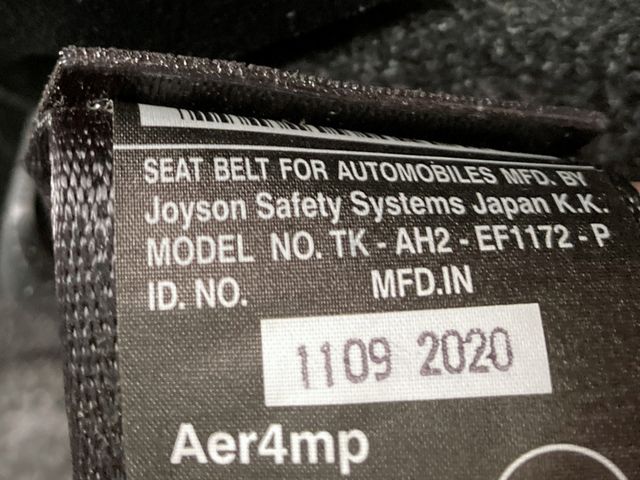 SEAT BELT FOR AUTOMOBILES MFD. BY
Joyson Safety Systems Japan K.K.
MODEL NO. TK - AH2 - EF1172 - P
ID. NO. MFD.IN
1109 2020
Aer4mp